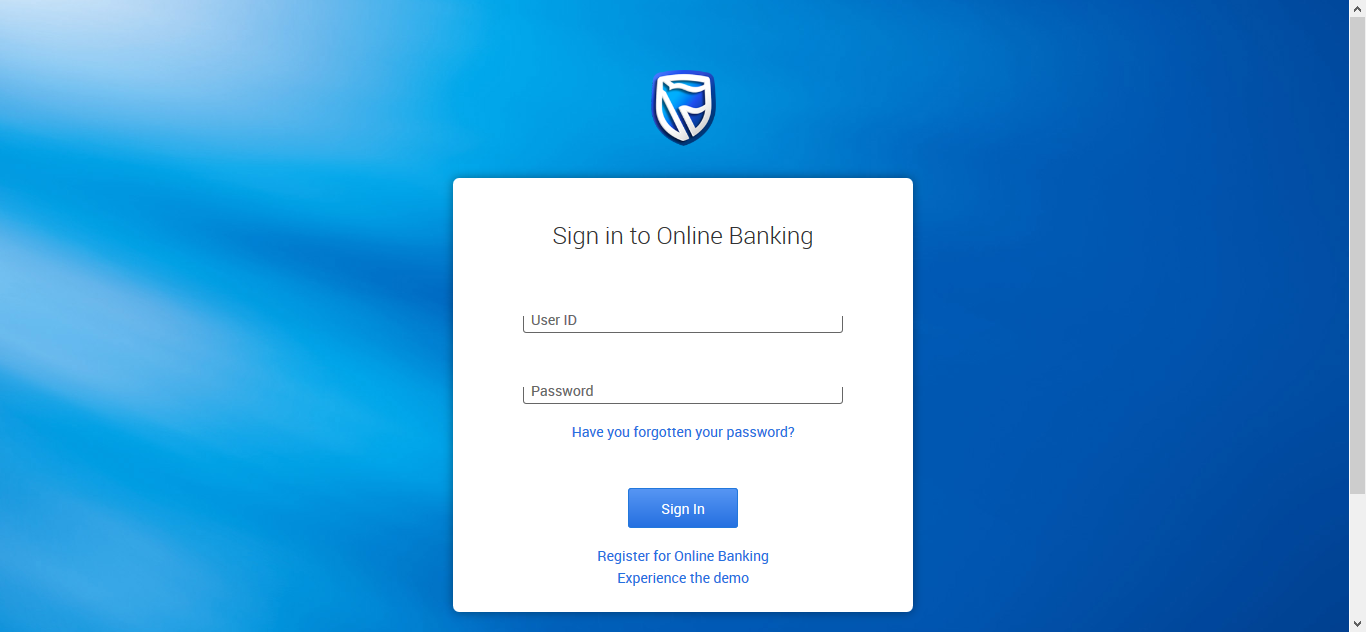 Sign in to Online Banking
User ID
Password
Have you forgotten your password?
Sign In
Register for Online Banking
Experience the demo